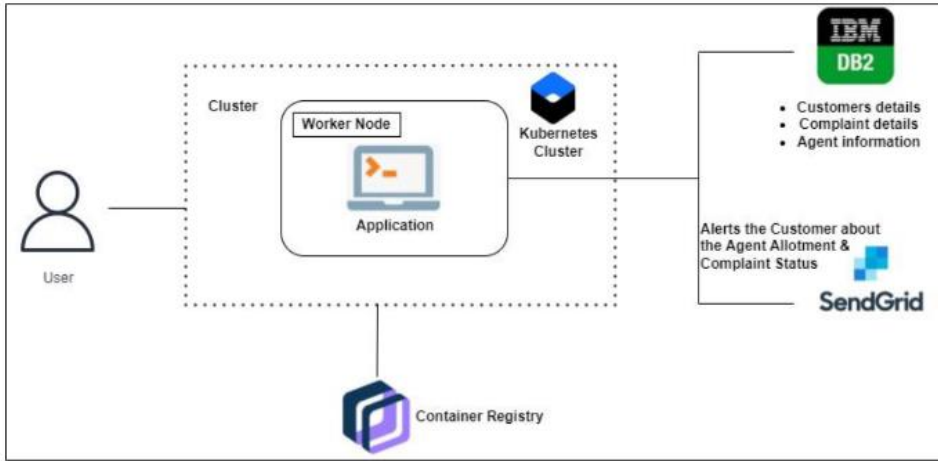 IBM
DB2
Cluster
Worker Node
Kubernetes
Cluster
• Customers details
• Complaint details
• Agent information
Application
User
Alerts the Customer about
the Agent Allotment &
Complaint Status
SendGrid
Container Registry